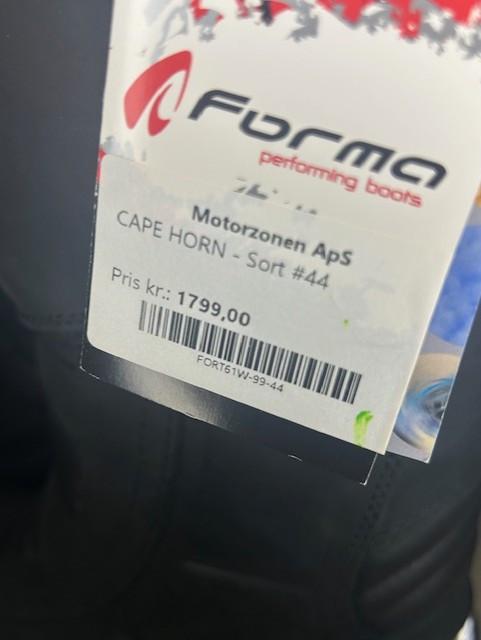 Forma
performing boots
Motorzonen ApS
CAPE HORN - Sort #44
Pris kr.: 1799,00
FORT61W-99-44